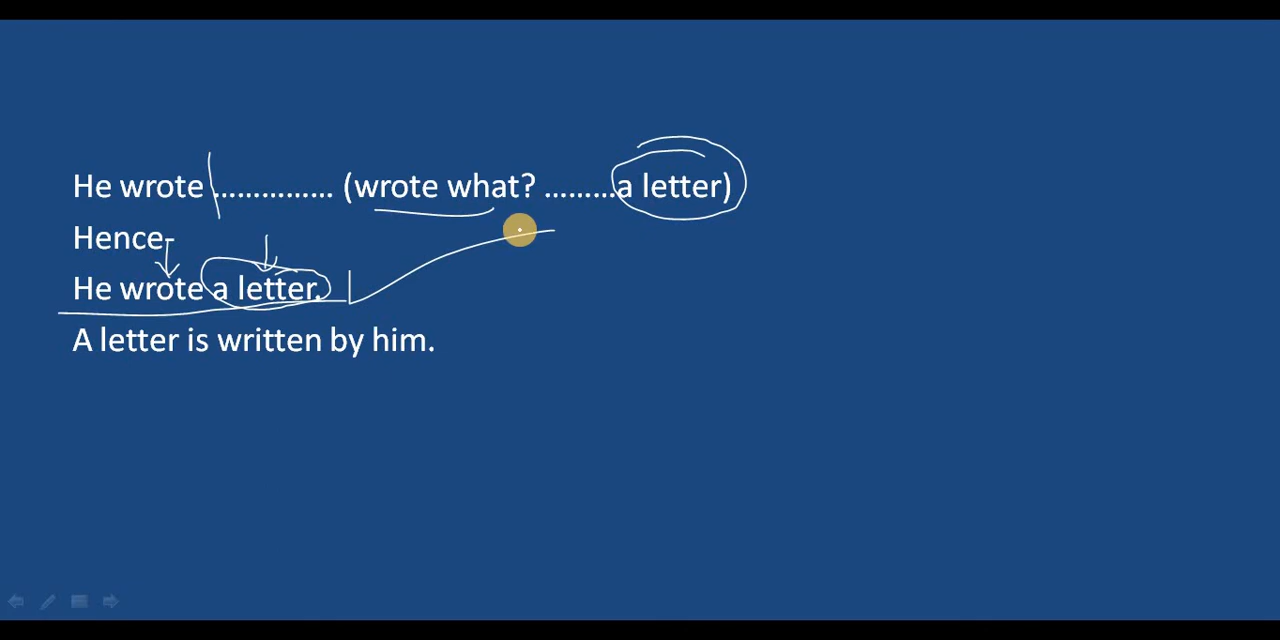 He wrote ............... (wrote what? .........a letter)
Hence-
He wrote a letter.
A letter is written by him.